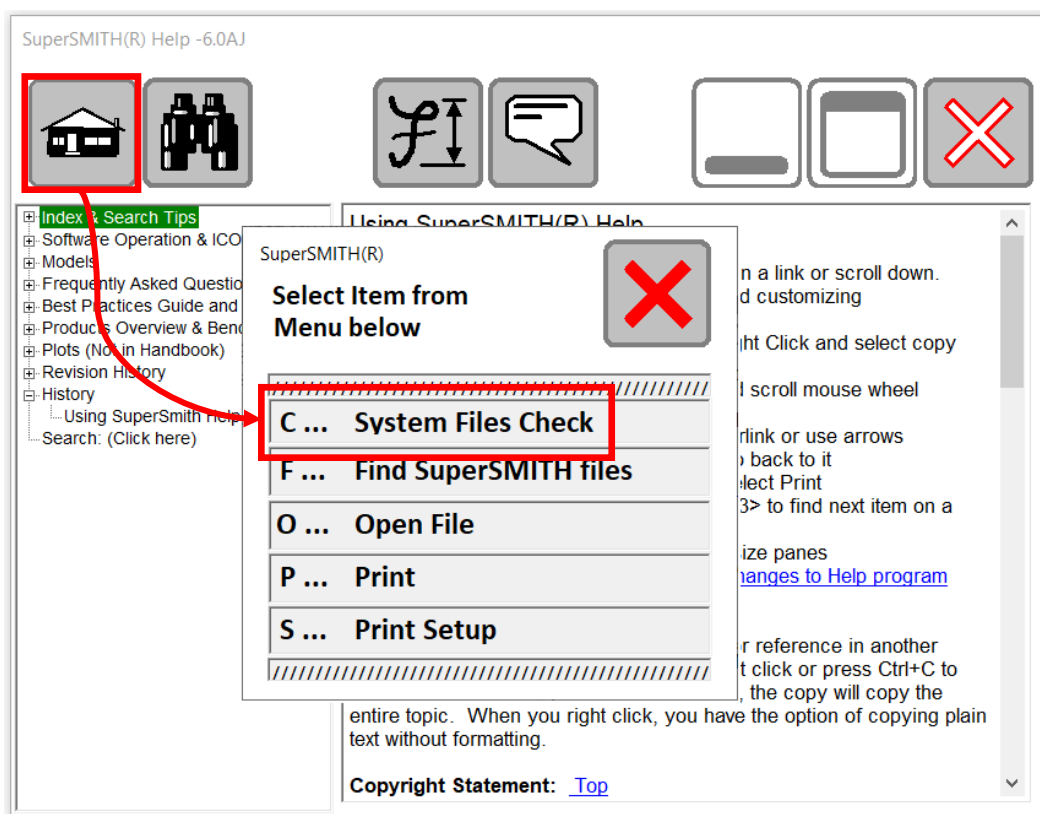 SuperSMITH(R) Help -6.0AJ
Index & Search Tips
Software Operation & ICO
Models
Frequently Asked Questio
Best Practices Guide and
Products Overview & Ben
Plots (Not in Handbook)
Revision History
History
Using SuperSmith Help
Search: (Click here)
Using SuperSMITH(R) Help
n a link or scroll down.
d customizing
ht Click and select copy
scroll mouse wheel
rlink or use arrows
back to it
lect Print
3> to find next item on a
ize panes
hanges to Help program
r reference in another
t click or press Ctrl+C to
, the copy will copy the
entire topic. When you right click, you have the option of copying plain
text without formatting.
Copyright Statement: Top
SuperSMITH(R)
Select Item from
Menu below
////////////////////////////////////////////////////
C ... System Files Check
F ... Find SuperSMITH files
O ... Open File
P ... Print
S ... Print Setup
////////////////////////////////////////////////////